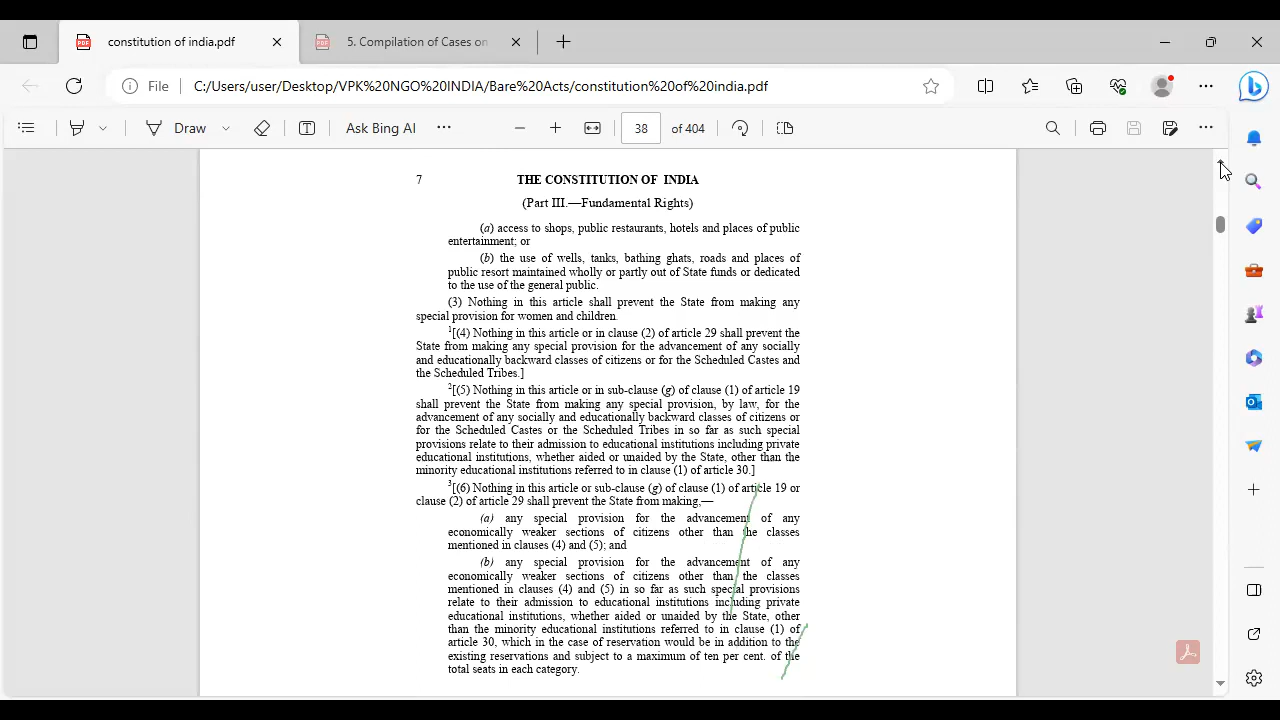 constitution of india.pdf
5. Compilation of Cases on
File
C:/Users/user/Desktop/VPK%20NGO%20INDIA/Bare%20Acts/constitution%20of%20india.pdf
Draw
Ask Bing AI
38 of 404
7
THE CONSTITUTION OF INDIA
(Part III.—Fundamental Rights)
(a) access to shops, public restaurants, hotels and places of public
entertainment; or
(b) the use of wells, tanks, bathing ghats, roads and places of
public resort maintained wholly or partly out of State funds or dedicated
to the use of the general public.
(3) Nothing in this article shall prevent the State from making any
special provision for women and children.
1[(4) Nothing in this article or in clause (2) of article 29 shall prevent the
State from making any special provision for the advancement of any socially
and educationally backward classes of citizens or for the Scheduled Castes and
the Scheduled Tribes.]
2[(5) Nothing in this article or in sub-clause (g) of clause (1) of article 19
shall prevent the State from making any special provision, by law, for the
advancement of any socially and educationally backward classes of citizens or
for the Scheduled Castes or the Scheduled Tribes in so far as such special
provisions relate to their admission to educational institutions including private
educational institutions, whether aided or unaided by the State, other than the
minority educational institutions referred to in clause (1) of article 30.]
3[(6) Nothing in this article or sub-clause (g) of clause (1) of article 19 or
clause (2) of article 29 shall prevent the State from making,—
(a) any special provision for the advancement of any
economically weaker sections of citizens other than the classes
mentioned in clauses (4) and (5); and
(b) any special provision for the advancement of any
economically weaker sections of citizens other than the classes
mentioned in clauses (4) and (5) in so far as such special provisions
relate to their admission to educational institutions including private
educational institutions, whether aided or unaided by the State, other
than the minority educational institutions referred to in clause (1) of
article 30, which in the case of reservation would be in addition to the
existing reservations and subject to a maximum of ten per cent. of the
total seats in each category.